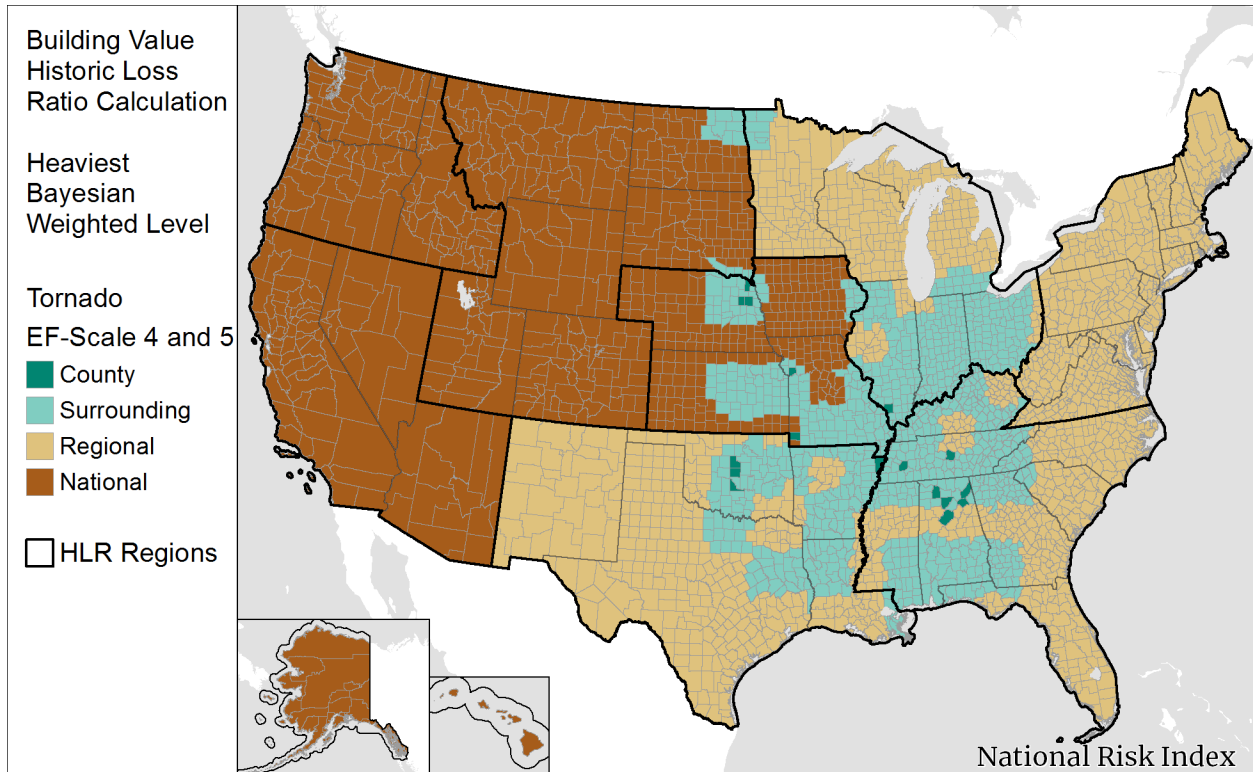 Building Value
Historic Loss
Ratio Calculation
Heaviest
Bayesian
Weighted Level
Tornado
EF-Scale 4 and 5
County
Surrounding
Regional
National
HLR Regions
National Risk Index